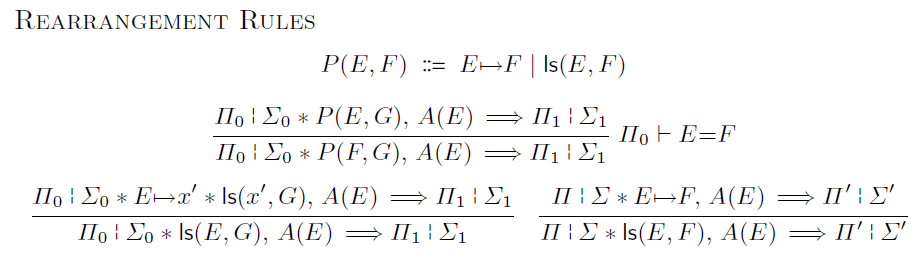 REARRANGEMENT RULES
P(E, F) ::= E↦F | ls(E, F)
Π₀ ¦ Σ₀ ∗ P(E, G), A(E) ⟹ Π₁ ¦ Σ₁
Π₀ ¦ Σ₀ ∗ P(F, G), A(E) ⟹ Π₁ ¦ Σ₁
Π₀ ⊢ E=F
Π₀ ¦ Σ₀ ∗ E↦x′ ∗ ls(x′, G), A(E) ⟹ Π₁ ¦ Σ₁
Π₀ ¦ Σ₀ ∗ ls(E, G), A(E) ⟹ Π₁ ¦ Σ₁
Π ¦ Σ ∗ E↦F, A(E) ⟹ Π′ ¦ Σ′
Π ¦ Σ ∗ ls(E, F), A(E) ⟹ Π′ ¦ Σ′